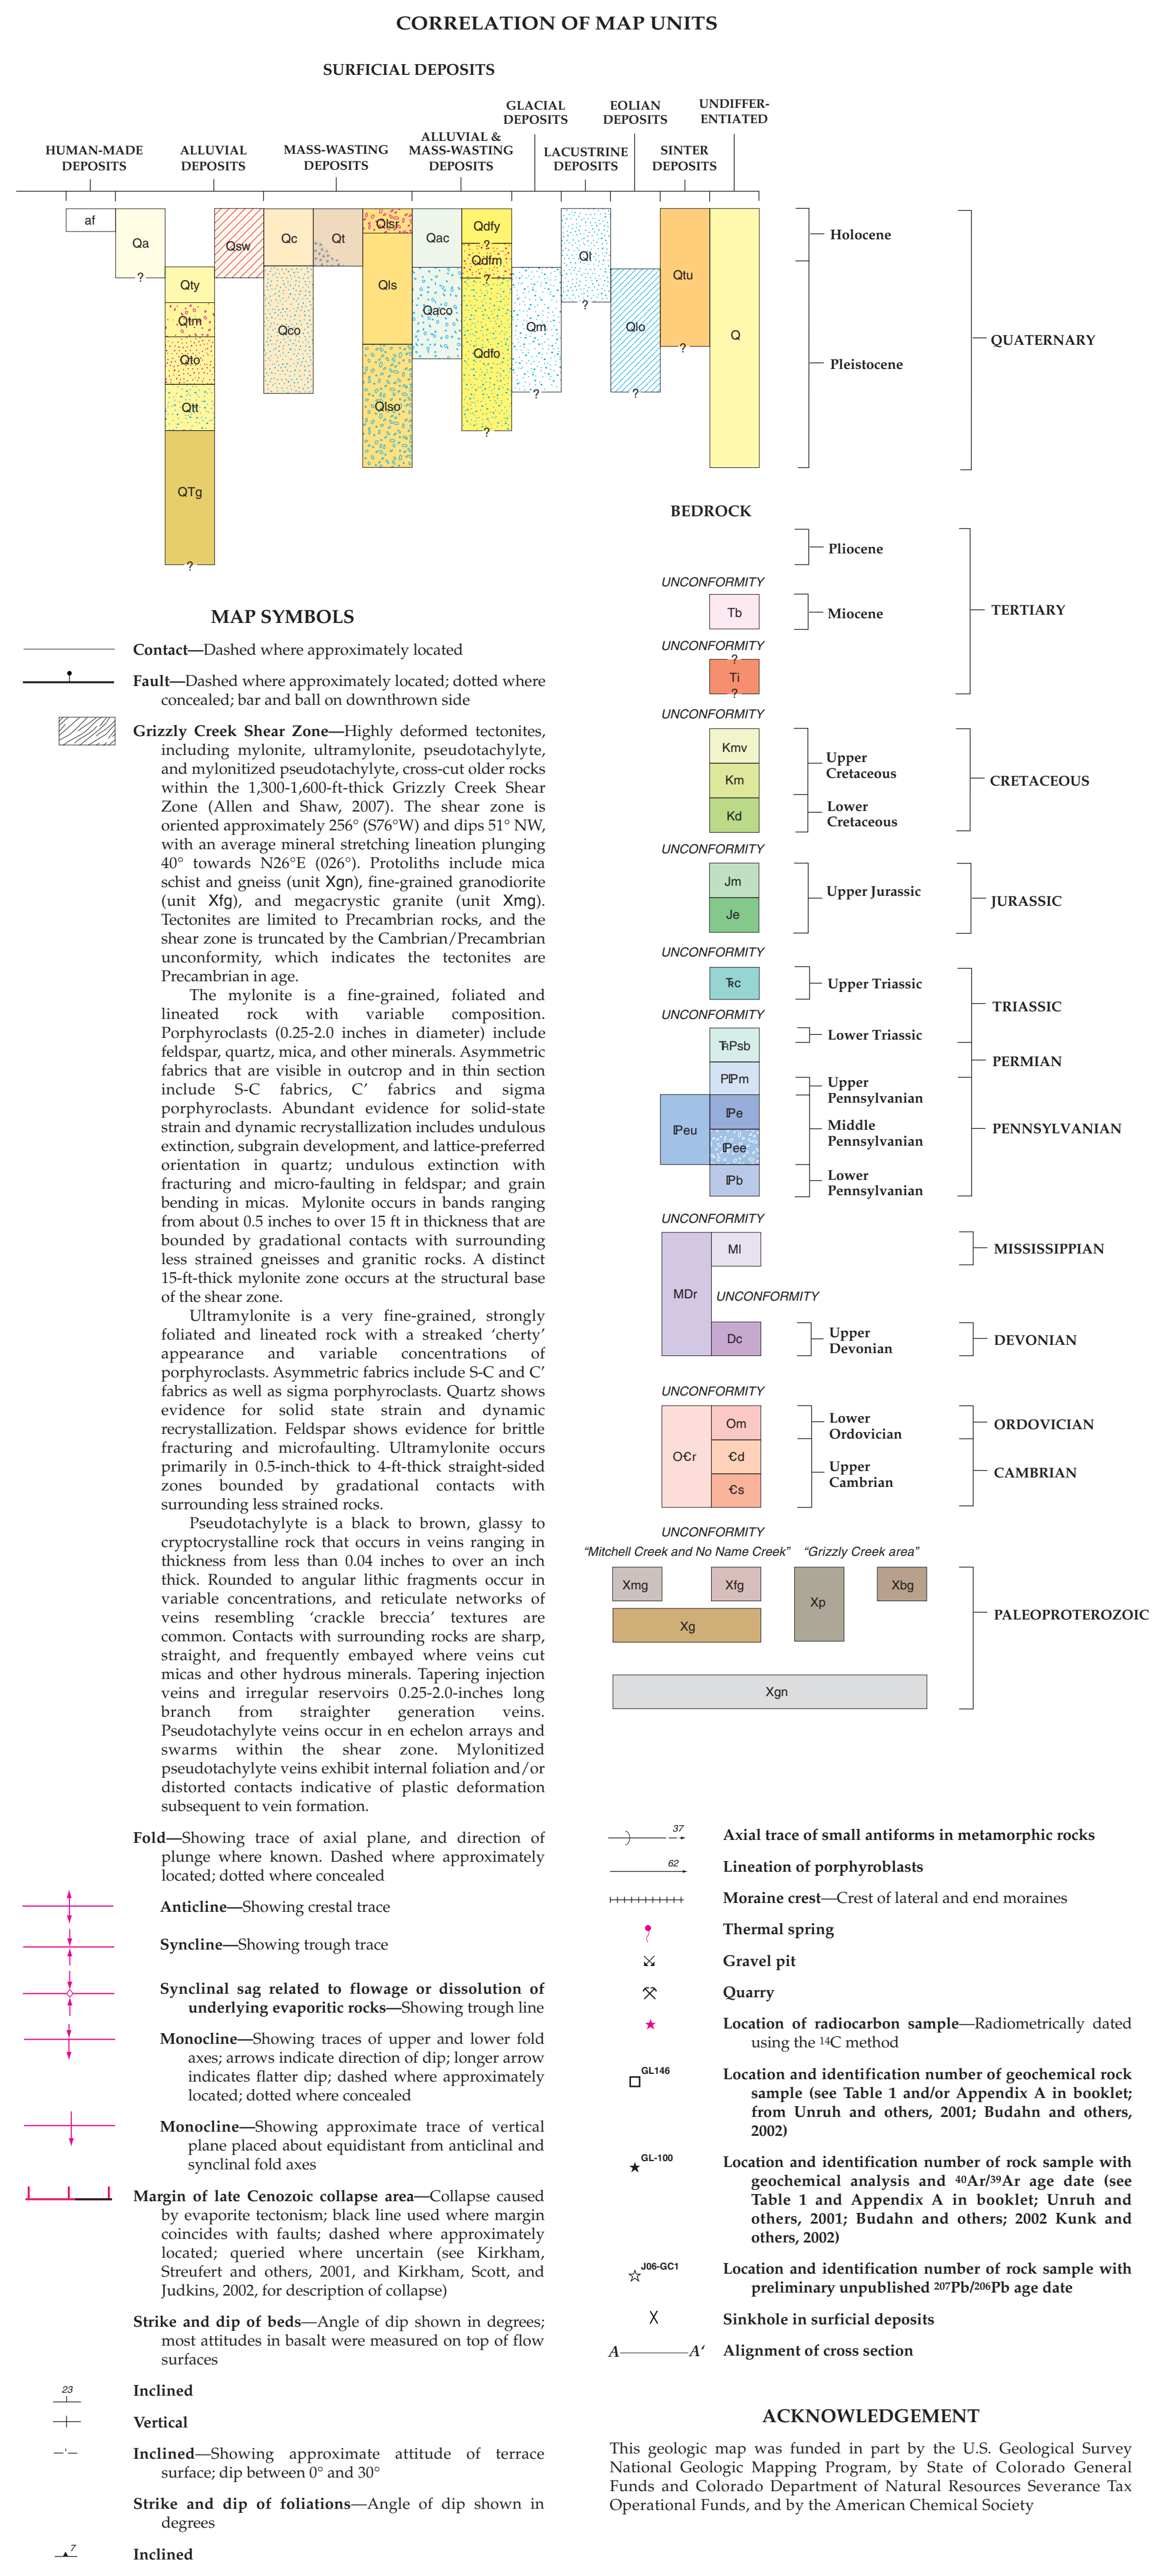 CORRELATION OF MAP UNITS
SURFICIAL DEPOSITS
HUMAN-MADE
DEPOSITS
ALLUVIAL
DEPOSITS
MASS-WASTING
DEPOSITS
ALLUVIAL &
MASS-WASTING
DEPOSITS
GLACIAL
DEPOSITS
LACUSTRINE
DEPOSITS
EOLIAN
DEPOSITS
SINTER
DEPOSITS
UNDIFFER-
ENTIATED
af
Qa
?
Qty
Qtm
Qto
Qtt
QTg
?
Qsw
Qc
Qco
Qt
Qlsr
Qls
Qlso
Qac
Qaco
Qdfy
?
Qdfm
?
Qdfo
?
Qm
?
Ql
?
Qlo
?
Qtu
?
Q
Holocene
Pleistocene
QUATERNARY
BEDROCK
Pliocene
UNCONFORMITY
Tb
Miocene
TERTIARY
UNCONFORMITY
?
Ti
?
UNCONFORMITY
Kmv
Km
Kd
Upper
Cretaceous
Lower
Cretaceous
CRETACEOUS
UNCONFORMITY
Jm
Je
Upper Jurassic
JURASSIC
UNCONFORMITY
Ꞧc
Upper Triassic
TRIASSIC
UNCONFORMITY
ꞦPsb
Lower Triassic
PERMIAN
PℙPm
Upper
Pennsylvanian
ℙeu
ℙe
ℙee
Middle
Pennsylvanian
PENNSYLVANIAN
ℙb
Lower
Pennsylvanian
UNCONFORMITY
Ml
MISSISSIPPIAN
MDr
UNCONFORMITY
Dc
Upper
Devonian
DEVONIAN
UNCONFORMITY
Om
Lower
Ordovician
ORDOVICIAN
O€r
€d
€s
Upper
Cambrian
CAMBRIAN
UNCONFORMITY
“Mitchell Creek and No Name Creek” “Grizzly Creek area”
Xmg
Xfg
Xp
Xbg
Xg
Xgn
PALEOPROTEROZOIC
MAP SYMBOLS
Contact—Dashed where approximately located
Fault—Dashed where approximately located; dotted where
concealed; bar and ball on downthrown side
Grizzly Creek Shear Zone—Highly deformed tectonites,
including mylonite, ultramylonite, pseudotachylyte,
and mylonitized pseudotachylyte, cross-cut older rocks
within the 1,300-1,600-ft-thick Grizzly Creek Shear
Zone (Allen and Shaw, 2007). The shear zone is
oriented approximately 256° (S76°W) and dips 51° NW,
with an average mineral stretching lineation plunging
40° towards N26°E (026°). Protoliths include mica
schist and gneiss (unit Xgn), fine-grained granodiorite
(unit Xfg), and megacrystic granite (unit Xmg).
Tectonites are limited to Precambrian rocks, and the
shear zone is truncated by the Cambrian/Precambrian
unconformity, which indicates the tectonites are
Precambrian in age.
The mylonite is a fine-grained, foliated and
lineated rock with variable composition.
Porphyroclasts (0.25-2.0 inches in diameter) include
feldspar, quartz, mica, and other minerals. Asymmetric
fabrics that are visible in outcrop and in thin section
include S-C fabrics, C’ fabrics and sigma
porphyroclasts. Abundant evidence for solid-state
strain and dynamic recrystallization includes undulous
extinction, subgrain development, and lattice-preferred
orientation in quartz; undulous extinction with
fracturing and micro-faulting in feldspar; and grain
bending in micas. Mylonite occurs in bands ranging
from about 0.5 inches to over 15 ft in thickness that are
bounded by gradational contacts with surrounding
less strained gneisses and granitic rocks. A distinct
15-ft-thick mylonite zone occurs at the structural base
of the shear zone.
Ultramylonite is a very fine-grained, strongly
foliated and lineated rock with a streaked ‘cherty’
appearance and variable concentrations of
porphyroclasts. Asymmetric fabrics include S-C and C’
fabrics as well as sigma porphyroclasts. Quartz shows
evidence for solid state strain and dynamic
recrystallization. Feldspar shows evidence for brittle
fracturing and microfaulting. Ultramylonite occurs
primarily in 0.5-inch-thick to 4-ft-thick straight-sided
zones bounded by gradational contacts with
surrounding less strained rocks.
Pseudotachylyte is a black to brown, glassy to
cryptocrystalline rock that occurs in veins ranging in
thickness from less than 0.04 inches to over an inch
thick. Rounded to angular lithic fragments occur in
variable concentrations, and reticulate networks of
veins resembling ‘crackle breccia’ textures are
common. Contacts with surrounding rocks are sharp,
straight, and frequently embayed where veins cut
micas and other hydrous minerals. Tapering injection
veins and irregular reservoirs 0.25-2.0-inches long
branch from straighter generation veins.
Pseudotachylyte veins occur in en echelon arrays and
swarms within the shear zone. Mylonitized
pseudotachylyte veins exhibit internal foliation and/or
distorted contacts indicative of plastic deformation
subsequent to vein formation.
Fold—Showing trace of axial plane, and direction of
plunge where known. Dashed where approximately
located; dotted where concealed
Anticline—Showing crestal trace
Syncline—Showing trough trace
Synclinal sag related to flowage or dissolution of
underlying evaporitic rocks—Showing trough line
Monocline—Showing traces of upper and lower fold
axes; arrows indicate direction of dip; longer arrow
indicates flatter dip; dashed where approximately
located; dotted where concealed
Monocline—Showing approximate trace of vertical
plane placed about equidistant from anticlinal and
synclinal fold axes
Margin of late Cenozoic collapse area—Collapse caused
by evaporite tectonism; black line used where margin
coincides with faults; dashed where approximately
located; queried where uncertain (see Kirkham,
Streufert and others, 2001, and Kirkham, Scott, and
Judkins, 2002, for description of collapse)
Strike and dip of beds—Angle of dip shown in degrees;
most attitudes in basalt were measured on top of flow
surfaces
23
Inclined
Vertical
Inclined—Showing approximate attitude of terrace
surface; dip between 0° and 30°
Strike and dip of foliations—Angle of dip shown in
degrees
7
Inclined
37
Axial trace of small antiforms in metamorphic rocks
62
Lineation of porphyroblasts
Moraine crest—Crest of lateral and end moraines
Thermal spring
Gravel pit
Quarry
Location of radiocarbon sample—Radiometrically dated
using the ¹⁴C method
GL146
Location and identification number of geochemical rock
sample (see Table 1 and/or Appendix A in booklet;
from Unruh and others, 2001; Budahn and others,
2002)
GL-100
Location and identification number of rock sample with
geochemical analysis and ⁴⁰Ar/³⁹Ar age date (see
Table 1 and Appendix A in booklet; Unruh and
others, 2001; Budahn and others; 2002 Kunk and
others, 2002)
J06-GC1
Location and identification number of rock sample with
preliminary unpublished ²⁰⁷Pb/²⁰⁶Pb age date
Sinkhole in surficial deposits
A A‘
Alignment of cross section
ACKNOWLEDGEMENT
This geologic map was funded in part by the U.S. Geological Survey
National Geologic Mapping Program, by State of Colorado General
Funds and Colorado Department of Natural Resources Severance Tax
Operational Funds, and by the American Chemical Society